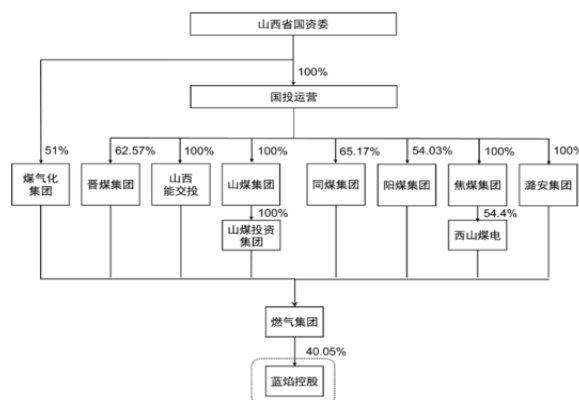 山西省国资委
100%
国投运营
51%
62.57%
100%
100%
65.17%
54.03%
100%
100%
煤气化
集团
晋煤集团
山西
能交投
山煤集团
同煤集团
阳煤集团
焦煤集团
潞安集团
100%
54.4%
山煤投资
集团
西山煤电
燃气集团
40.05%
蓝焰控股